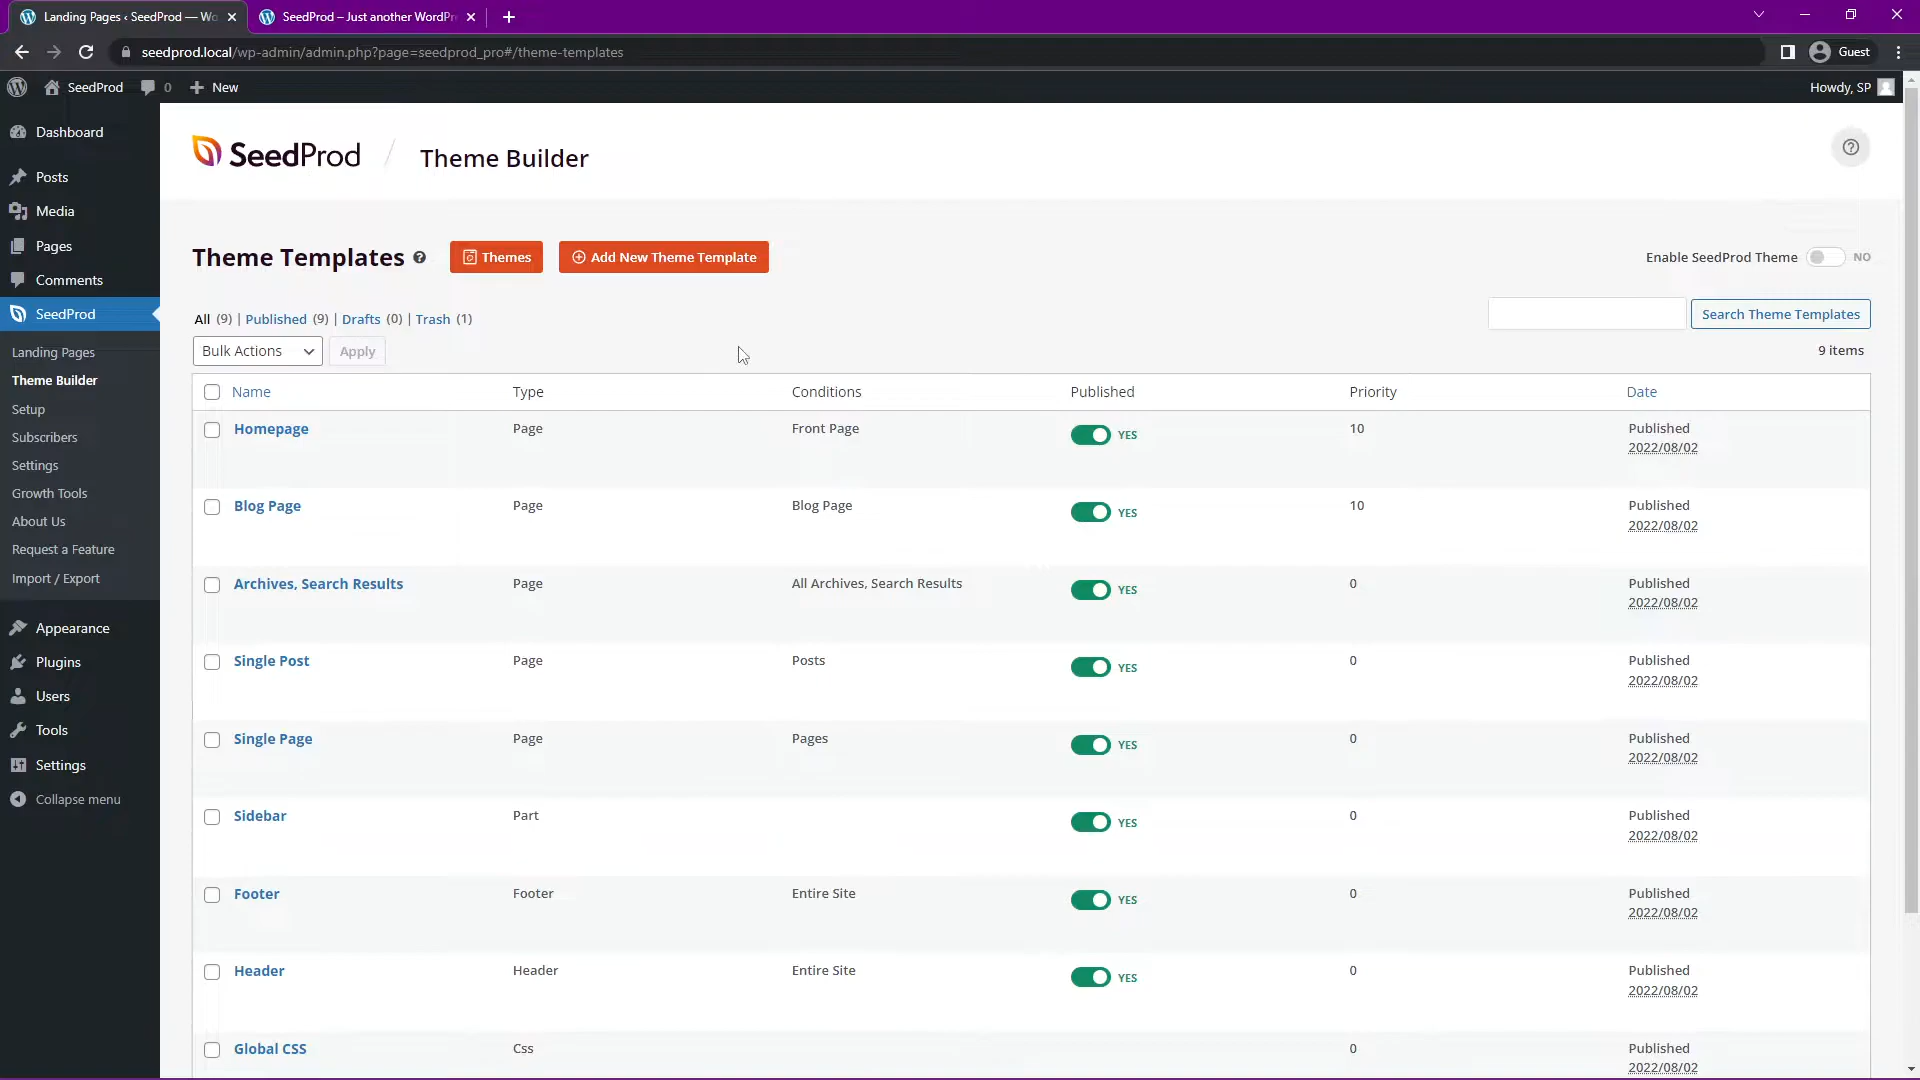 Landing Pages ‹ SeedProd — Wo
SeedProd – Just another WordPr
seedprod.local/wp-admin/admin.php?page=seedprod_pro#/theme-templates
Guest
SeedProd
0
New
Howdy, SP
Dashboard
Posts
Media
Pages
Comments
SeedProd
Landing Pages
Theme Builder
Setup
Subscribers
Settings
Growth Tools
About Us
Request a Feature
Import / Export
Appearance
Plugins
Users
Tools
Settings
Collapse menu
SeedProd / Theme Builder
Theme Templates
Themes
Add New Theme Template
Enable SeedProd Theme NO
All (9) | Published (9) | Drafts (0) | Trash (1)
Search Theme Templates
Bulk Actions
Apply
9 items
Name Type Conditions Published Priority Date
Homepage Page Front Page YES 10 Published
2022/08/02
Blog Page Page Blog Page YES 10 Published
2022/08/02
Archives, Search Results Page All Archives, Search Results YES 0 Published
2022/08/02
Single Post Page Posts YES 0 Published
2022/08/02
Single Page Page Pages YES 0 Published
2022/08/02
Sidebar Part YES 0 Published
2022/08/02
Footer Footer Entire Site YES 0 Published
2022/08/02
Header Header Entire Site YES 0 Published
2022/08/02
Global CSS Css 0 Published
2022/08/02